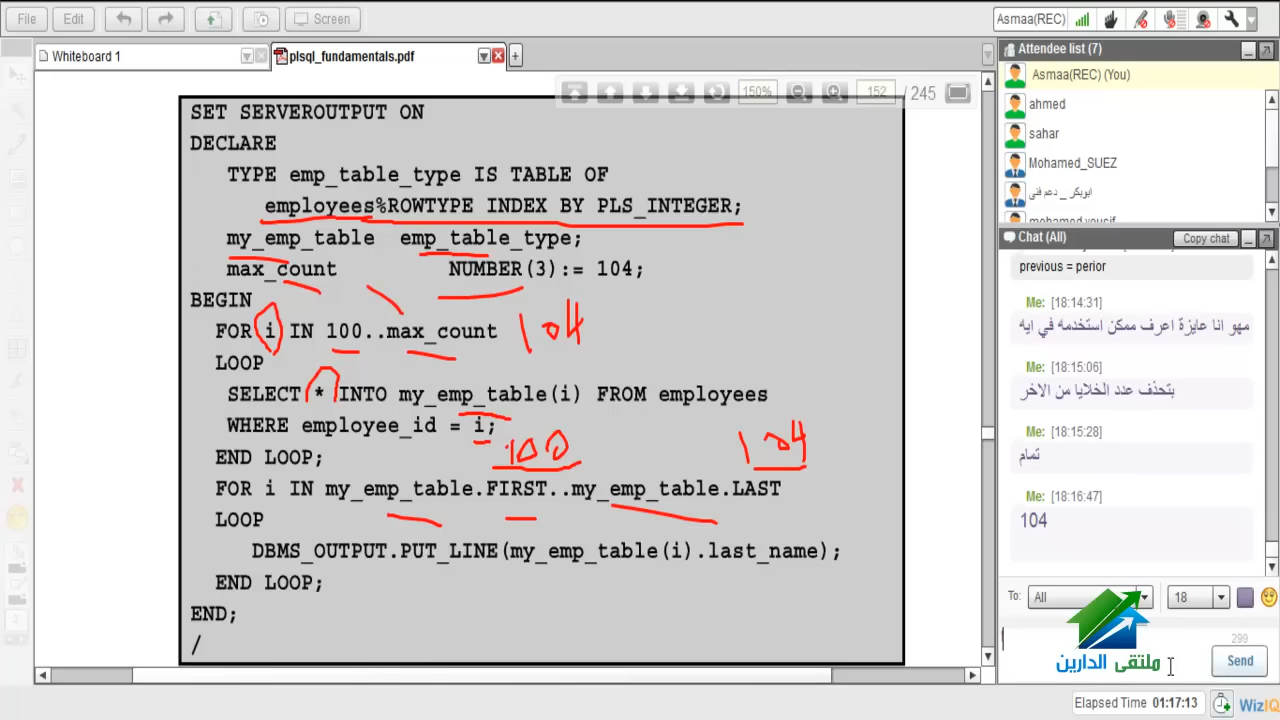 File
Edit
Screen
Asmaa(REC)
Whiteboard 1
plsql_fundamentals.pdf
150%
152
/ 245
SET SERVEROUTPUT ON
DECLARE
TYPE emp_table_type IS TABLE OF
employees%ROWTYPE INDEX BY PLS_INTEGER;
my_emp_table emp_table_type;
max_count NUMBER(3):= 104;
BEGIN
FOR i IN 100..max_count 104
LOOP
SELECT * INTO my_emp_table(i) FROM employees
WHERE employee_id = i;
100 104
END LOOP;
FOR i IN my_emp_table.FIRST..my_emp_table.LAST
LOOP
DBMS_OUTPUT.PUT_LINE(my_emp_table(i).last_name);
END LOOP;
END;
/
Attendee list (7)
Asmaa(REC) (You)
ahmed
sahar
Mohamed_SUEZ
ابوبكر_ دعم فنى
mohamed yousif
Chat (All)
Copy chat
previous = perior
Me: [18:14:31]
مهو انا عايزة اعرف ممكن استخدمه في ايه
Me: [18:15:06]
بتحذف عدد الخلايا من الاخر
Me: [18:15:28]
تمام
Me: [18:16:47]
104
To:
All
18
299
Send
ملتقى الدارين
Elapsed Time 01:17:13
WizIQ